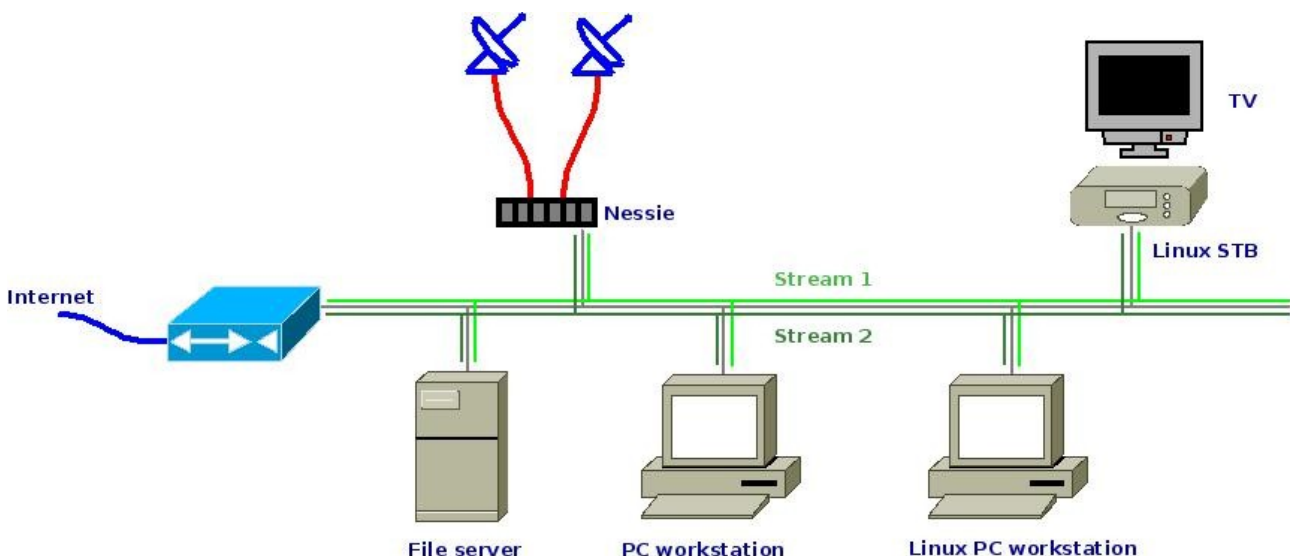 TV
Nessie
Linux STB
Stream 1
Internet
Stream 2
File server
PC workstation
Linux PC workstation